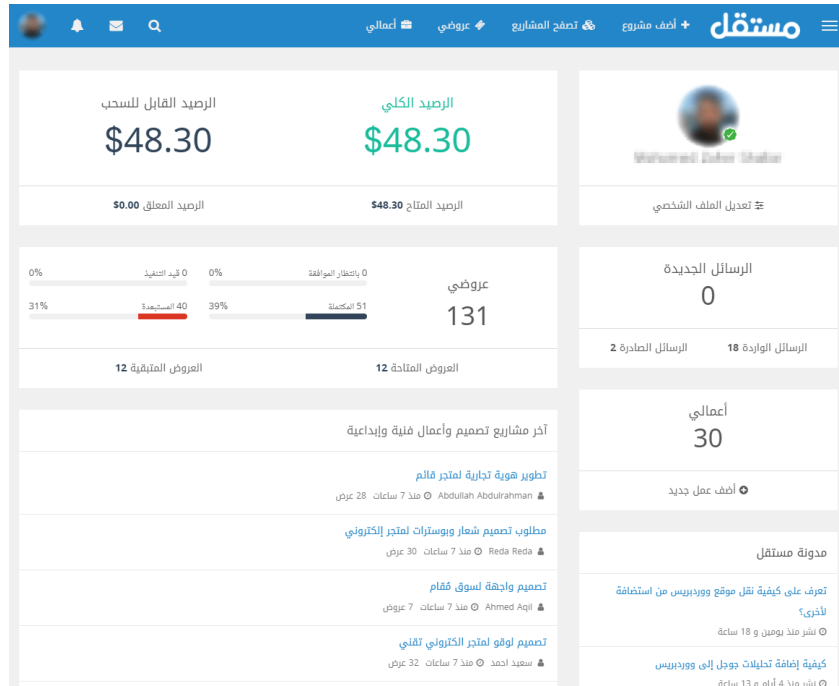 مستقل
أضف مشروع
تصفح المشاريع
عروضي
أعمالي
تعديل الملف الشخصي
الرصيد الكلي
$48.30
الرصيد القابل للسحب
$48.30
الرصيد المتاح $48.30
الرصيد المعلق $0.00
الرسائل الجديدة
0
الرسائل الواردة 18
الرسائل الصادرة 2
عروضي
131
0 بانتظار الموافقة 0%
0 قيد التنفيذ 0%
51 المكتملة 39%
40 المستبعدة 31%
العروض المتاحة 12
العروض المتبقية 12
أعمالي
30
أضف عمل جديد
آخر مشاريع تصميم وأعمال فنية وإبداعية
تطوير هوية تجارية لمتجر قائم
Abdullah Abdulrahman منذ 7 ساعات 28 عرض
مطلوب تصميم شعار وبوسترات لمتجر إلكتروني
Reda Reda منذ 7 ساعات 30 عرض
تصميم واجهة لسوق مُقام
Ahmed Aqil منذ 7 ساعات 7 عروض
تصميم لوقو لمتجر الكتروني تقني
سعيد احمد منذ 7 ساعات 32 عرض
مدونة مستقل
تعرف على كيفية نقل موقع ووردبريس من استضافة
لأخرى؟
نشر منذ يومين و 18 ساعة
كيفية إضافة تحليلات جوجل إلى ووردبريس
نشر منذ 4 أيام و 13 ساعة